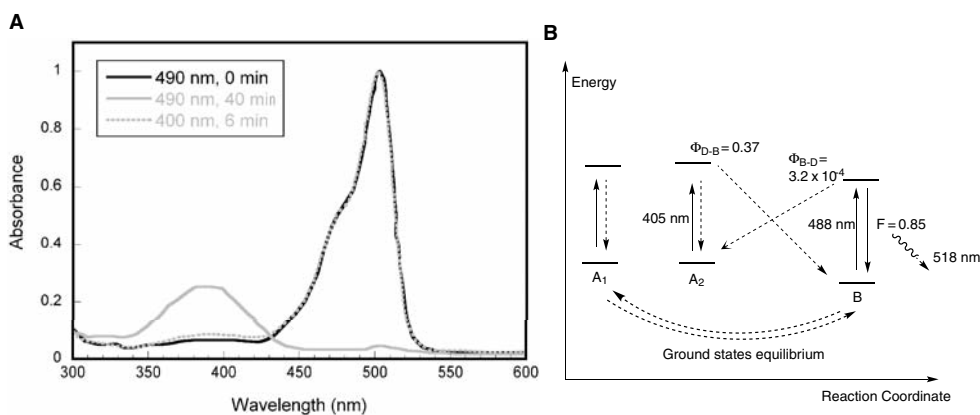 A
Absorbance
1
0.8
0.6
0.4
0.2
0
490 nm, 0 min
490 nm, 40 min
400 nm, 6 min
300 350 400 450 500 550 600
Wavelength (nm)
B
Energy
ΦD-B = 0.37
ΦB-D =
3.2 x 10-4
405 nm
488 nm
F = 0.85
518 nm
A1
A2
B
Ground states equilibrium
Reaction Coordinate